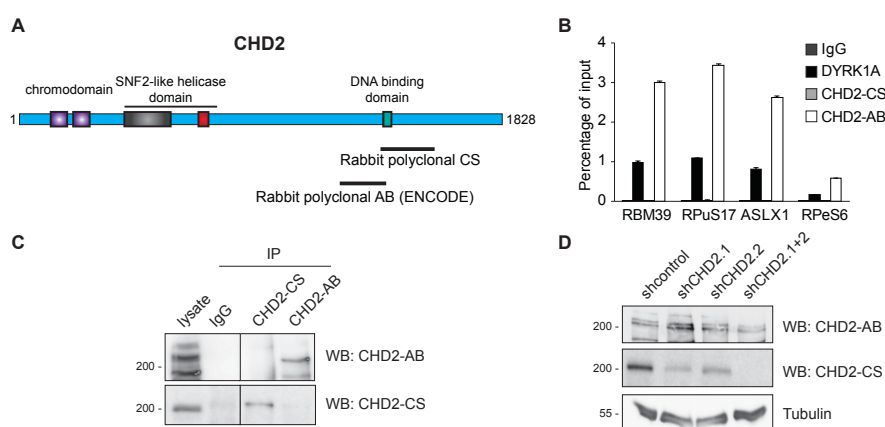 A
CHD2
chromodomain
SNF2-like helicase
domain
DNA binding
domain
1
1828
Rabbit polyclonal CS
Rabbit polyclonal AB (ENCODE)
B
Percentage of input
4
3
2
1
0
RBM39 RPuS17 ASLX1 RPeS6
IgG
DYRK1A
CHD2-CS
CHD2-AB
C
IP
lysate
IgG
CHD2-CS
CHD2-AB
200 -
WB: CHD2-AB
200 -
WB: CHD2-CS
D
shcontrol
shCHD2.1
shCHD2.2
shCHD2.1+2
200 -
WB: CHD2-AB
200 -
WB: CHD2-CS
55 -
Tubulin